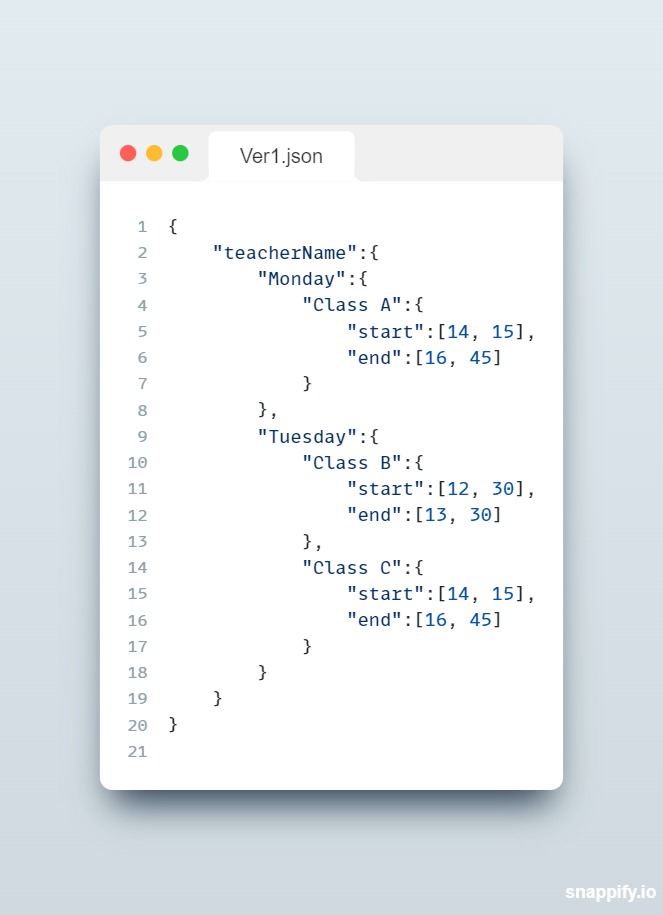 Ver1.json
1 {
2     "teacherName":{
3         "Monday":{
4             "Class A":{
5                 "start":[14, 15],
6                 "end":[16, 45]
7             }
8         },
9         "Tuesday":{
10             "Class B":{
11                 "start":[12, 30],
12                 "end":[13, 30]
13             },
14             "Class C":{
15                 "start":[14, 15],
16                 "end":[16, 45]
17             }
18         }
19     }
20 }
21
snappify.io